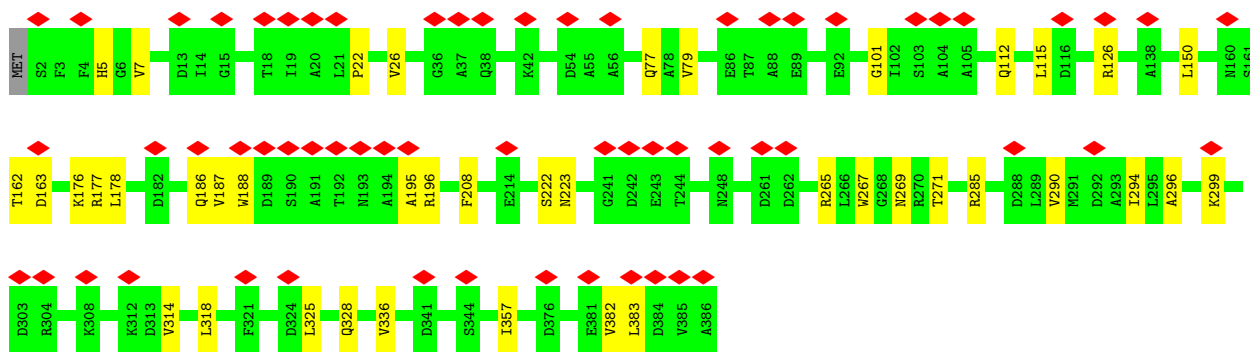 MET S2 F3 F4 H5 G6 V7 D13 I14 G15 T18 I19 A20 L21 P22 V26 G36 A37 Q38 K42 D54 A55 A56 Q77 A78 V79 E86 T87 A88 E89 E92 G101 I102 S103 A104 A105 Q112 L115 D116 R126 A138 L150 N160 S161
T162 D163 K176 R177 L178 D182 Q186 V187 W188 D189 S190 A191 T192 N193 A194 A195 R196 F208 E214 S222 N223 G241 D242 E243 T244 N248 D261 D262 R265 L266 W267 G268 N269 R270 T271 R285 D288 L289 V290 M291 D292 A293 I294 L295 A296 K299
D303 R304 K308 K312 D313 V314 L318 F321 D324 L325 Q328 V336 D341 S344 I357 D376 E381 V382 L383 D384 V385 A386